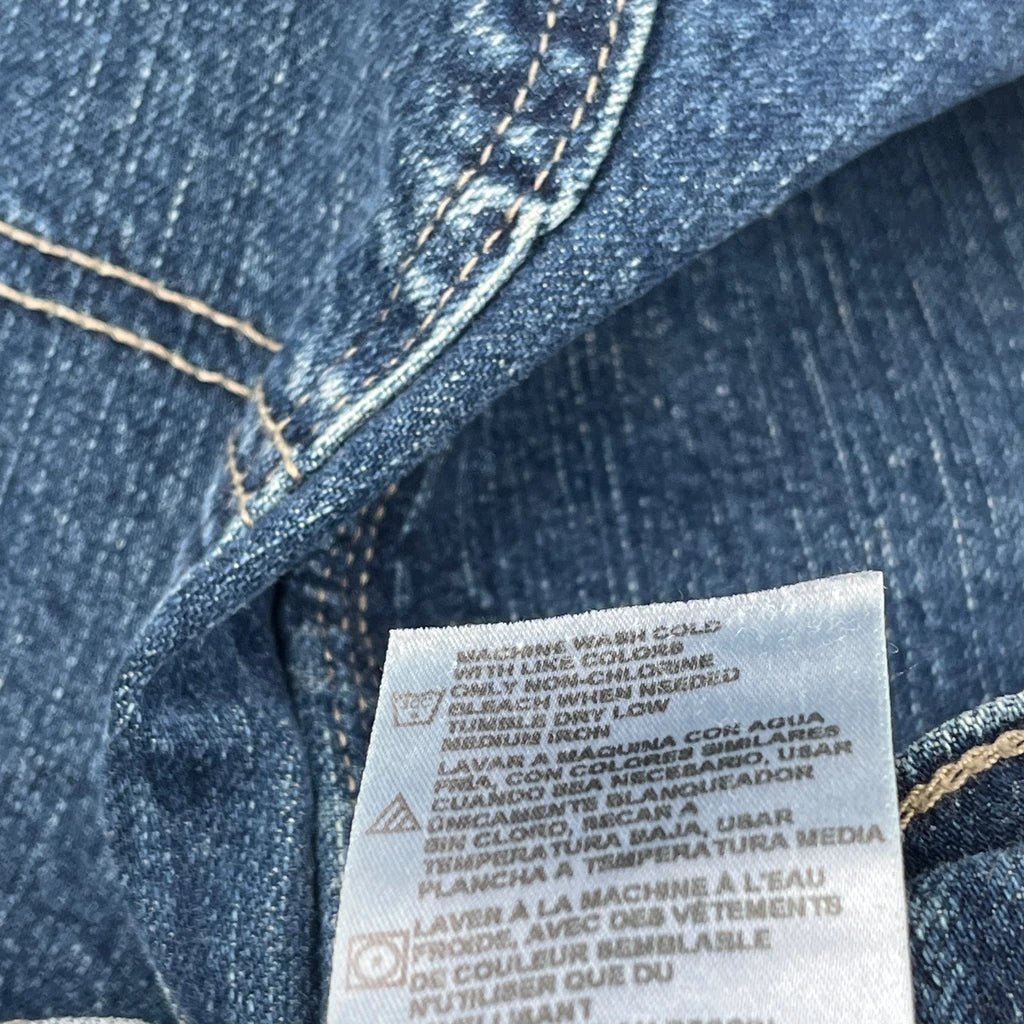 MACHINE WASH COLD
WITH LIKE COLORS
ONLY NON-CHLORINE
BLEACH WHEN NEEDED
TUMBLE DRY LOW
MEDIUM IRON
LAVAR A MÁQUINA CON AGUA
FRIA, CON COLORES SIMILARES
CUANDO SEA NECESARIO, USAR
ÚNICAMENTE BLANQUEADOR
SIN CLORO, SECAR A
TEMPERATURA BAJA, USAR
PLANCHA A TEMPERATURA MEDIA
LAVER À LA MACHINE À L'EAU
FROIDE, AVEC DES VÊTEMENTS
DE COULEUR SEMBLABLE
N'UTILISER QUE DU